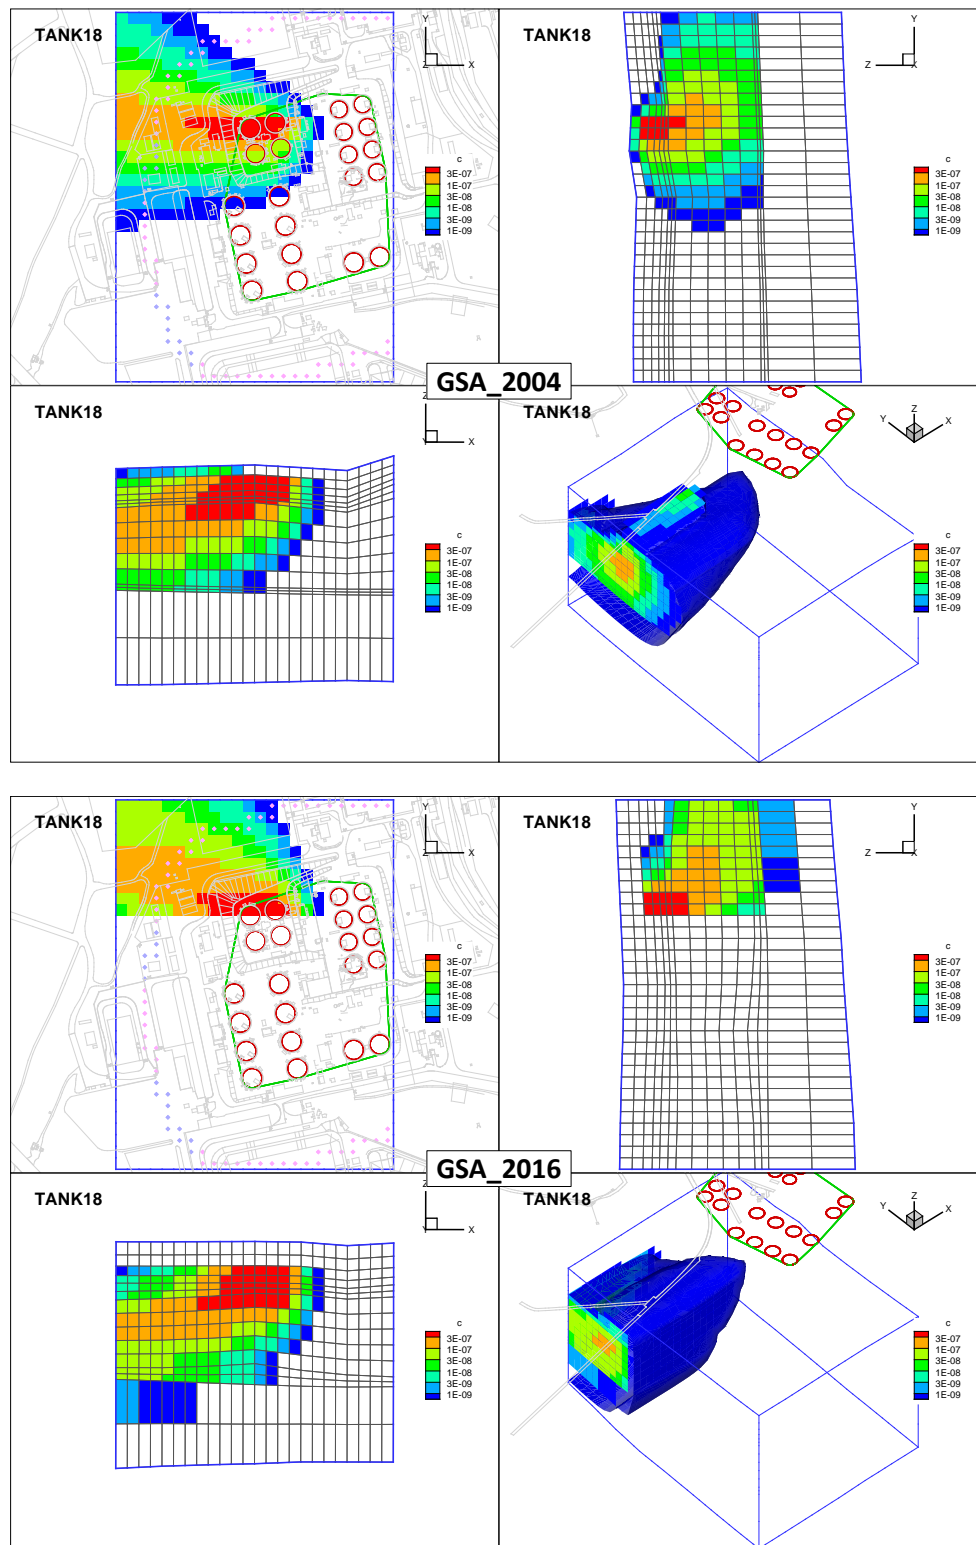 TANK18
Y
Z
X
c
3E-07
1E-07
3E-08
1E-08
3E-09
1E-09
TANK18
Y
Z
X
c
3E-07
1E-07
3E-08
1E-08
3E-09
1E-09
GSA_2004
TANK18
Z
Y
X
c
3E-07
1E-07
3E-08
1E-08
3E-09
1E-09
TANK18
Z
Y
X
c
3E-07
1E-07
3E-08
1E-08
3E-09
1E-09
TANK18
Y
Z
X
c
3E-07
1E-07
3E-08
1E-08
3E-09
1E-09
TANK18
Y
Z
X
c
3E-07
1E-07
3E-08
1E-08
3E-09
1E-09
GSA_2016
TANK18
Z
Y
X
c
3E-07
1E-07
3E-08
1E-08
3E-09
1E-09
TANK18
Z
Y
X
c
3E-07
1E-07
3E-08
1E-08
3E-09
1E-09